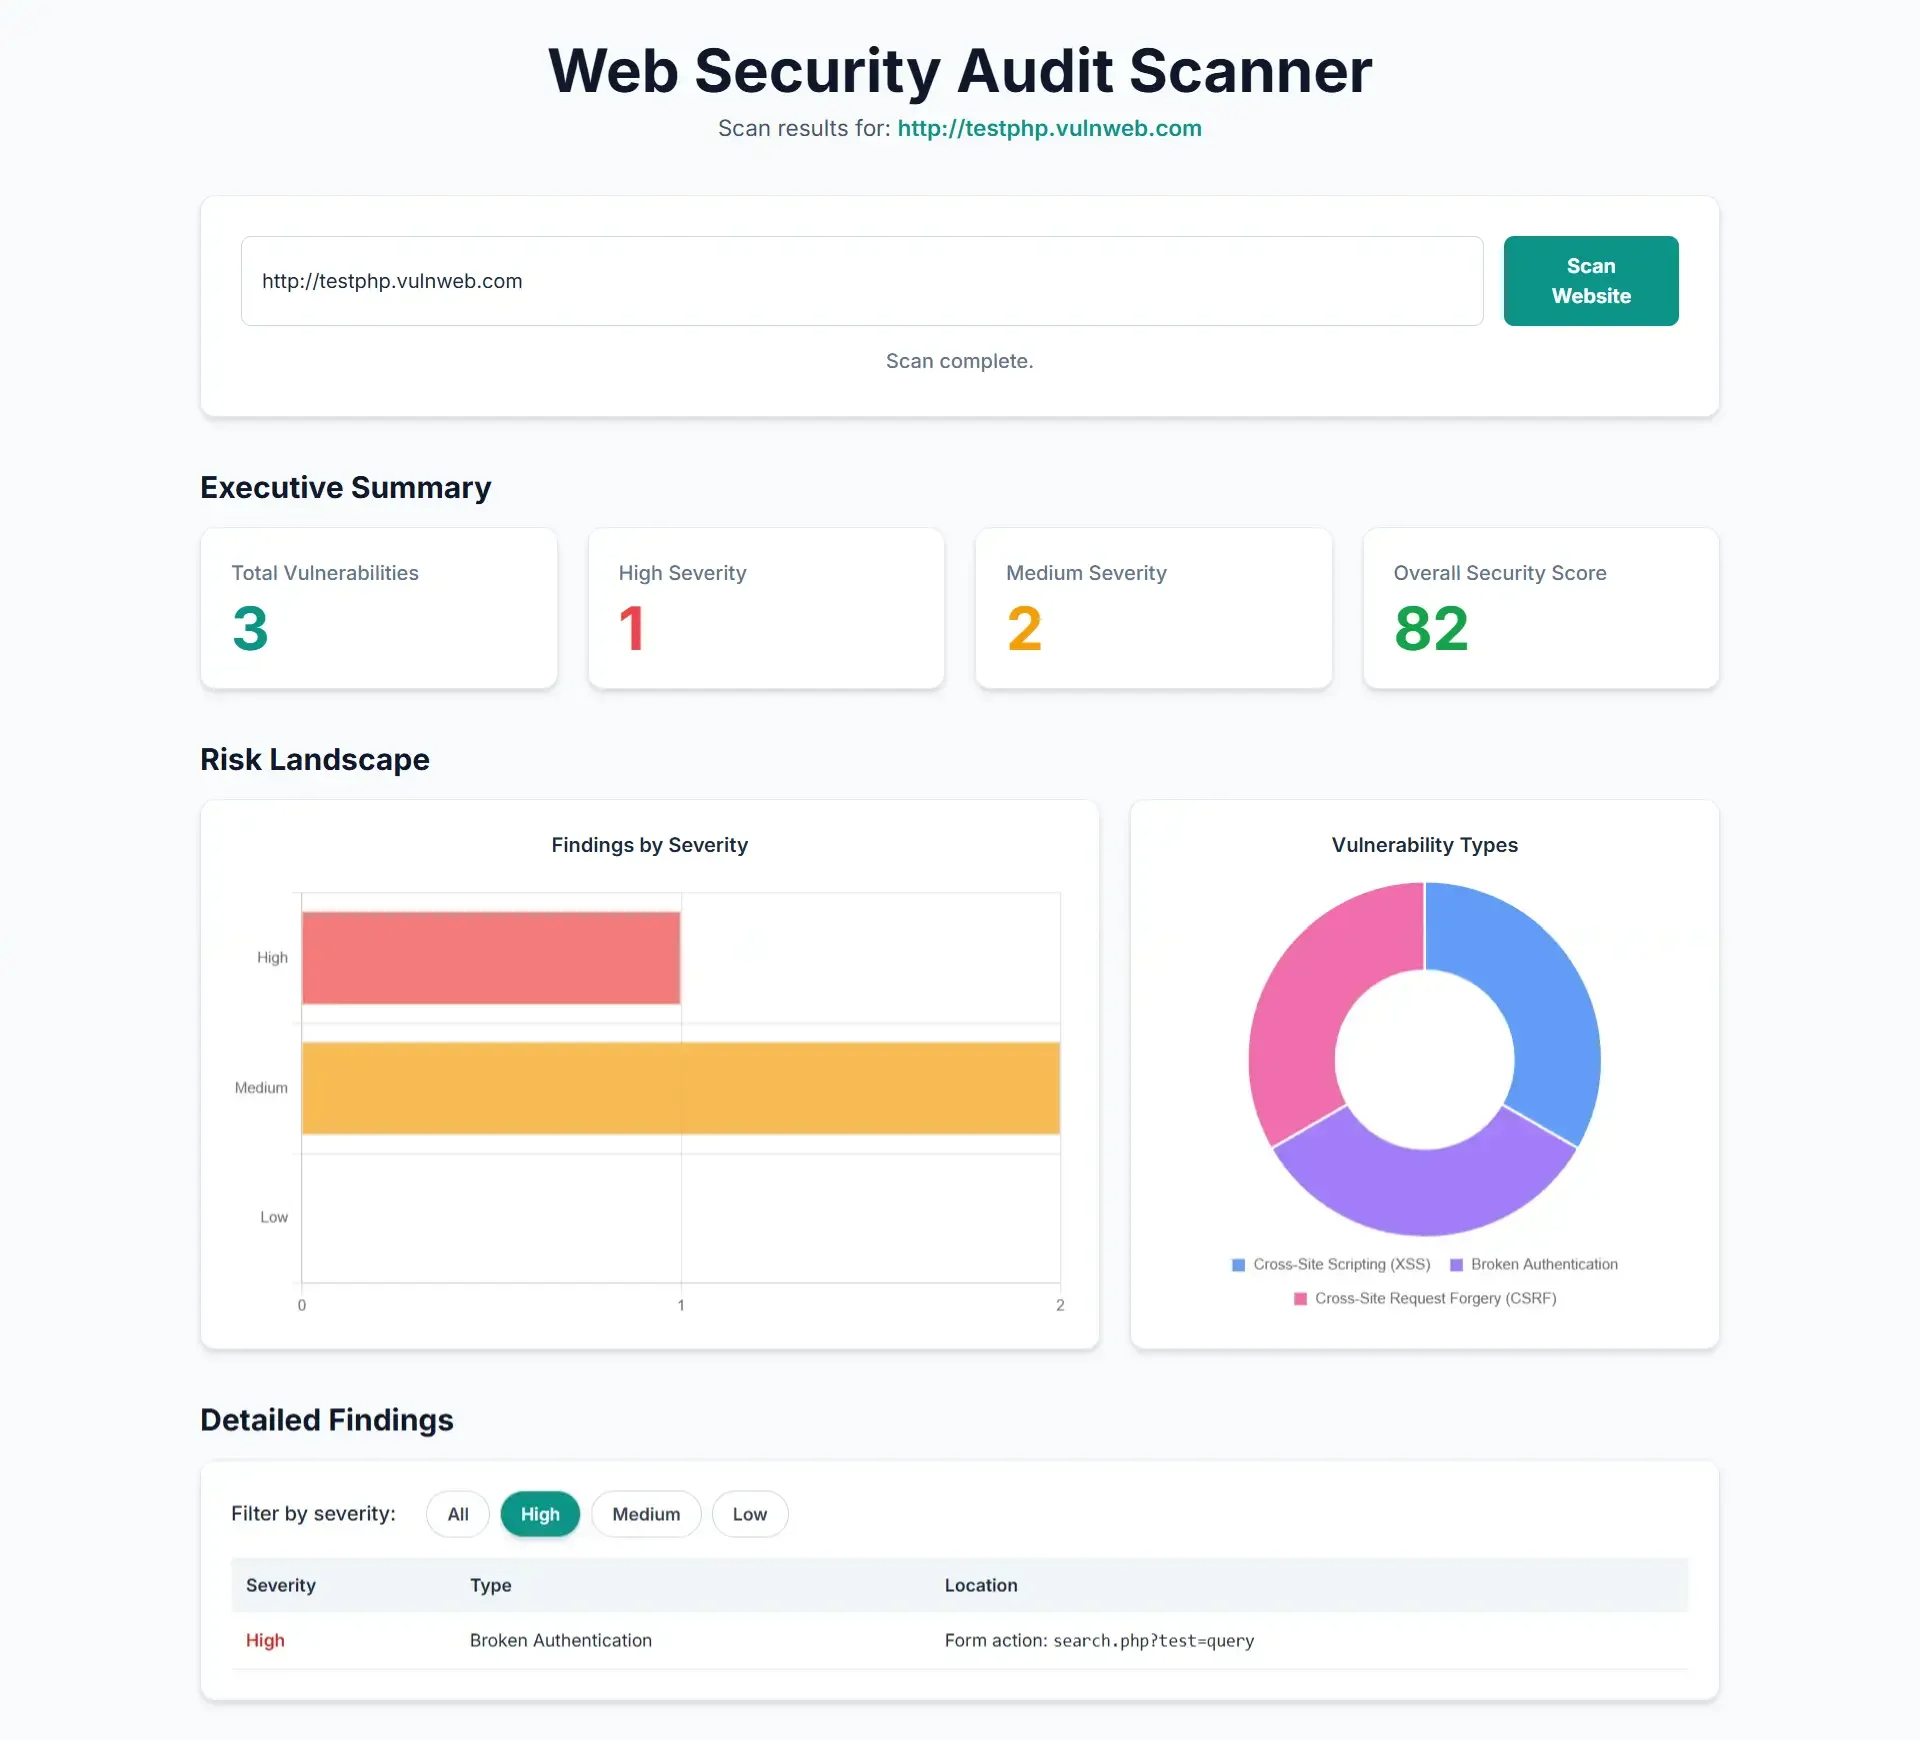 Web Security Audit Scanner
Scan results for: http://testphp.vulnweb.com
http://testphp.vulnweb.com
Scan
Website
Scan complete.
Executive Summary
Total Vulnerabilities
3
High Severity
1
Medium Severity
2
Overall Security Score
82
Risk Landscape
Findings by Severity
High
Medium
Low
0 1 2
Vulnerability Types
Cross-Site Scripting (XSS) Broken Authentication
Cross-Site Request Forgery (CSRF)
Detailed Findings
Filter by severity: All High Medium Low
Severity Type Location
High Broken Authentication Form action: search.php?test=query